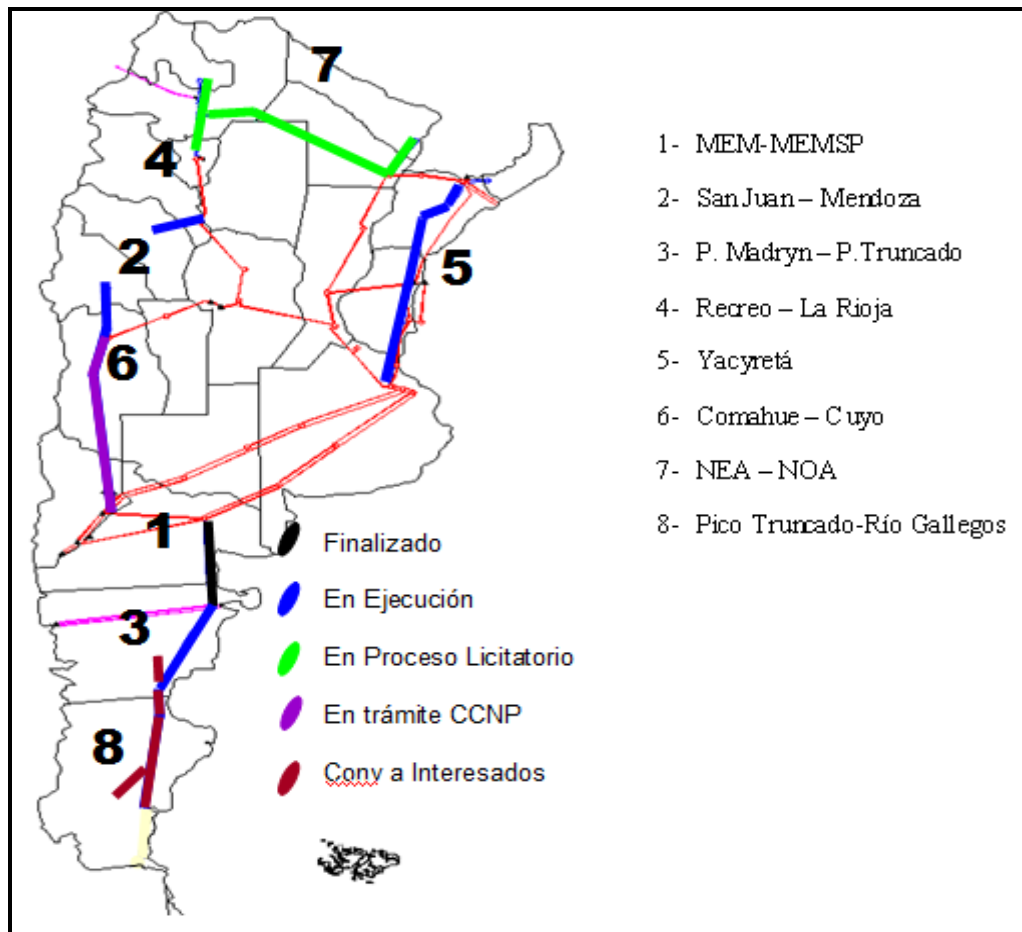 7
4
2
5
6
1
3
8
1- MEM-MEMSP
2- SanJuan – Mendoza
3- P. Madryn – P.Truncado
4- Recreo – La Rioja
5- Yacyretá
6- Comahue – Cuyo
7- NEA – NOA
8- Pico Truncado-Río Gallegos
Finalizado
En Ejecución
En Proceso Licitatorio
En trámite CCNP
Conv a Interesados